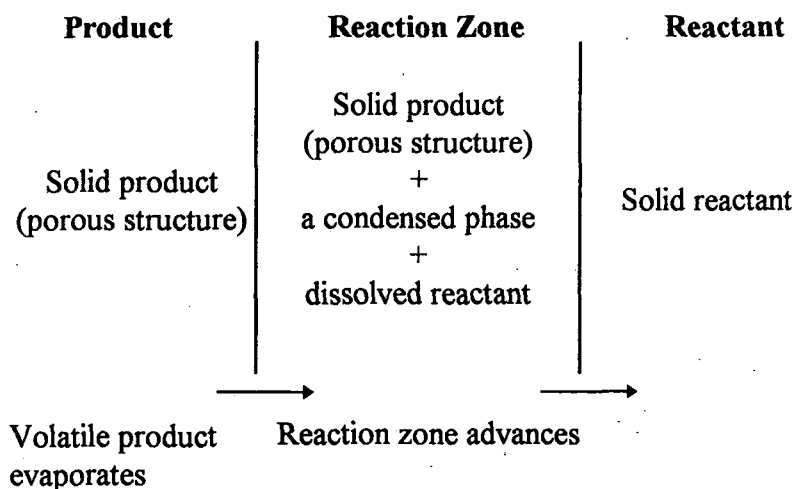 Product
Reaction Zone
Reactant
Solid product
(porous structure)
Solid product
(porous structure)
+
a condensed phase
+
dissolved reactant
Solid reactant
Volatile product
evaporates
Reaction zone advances